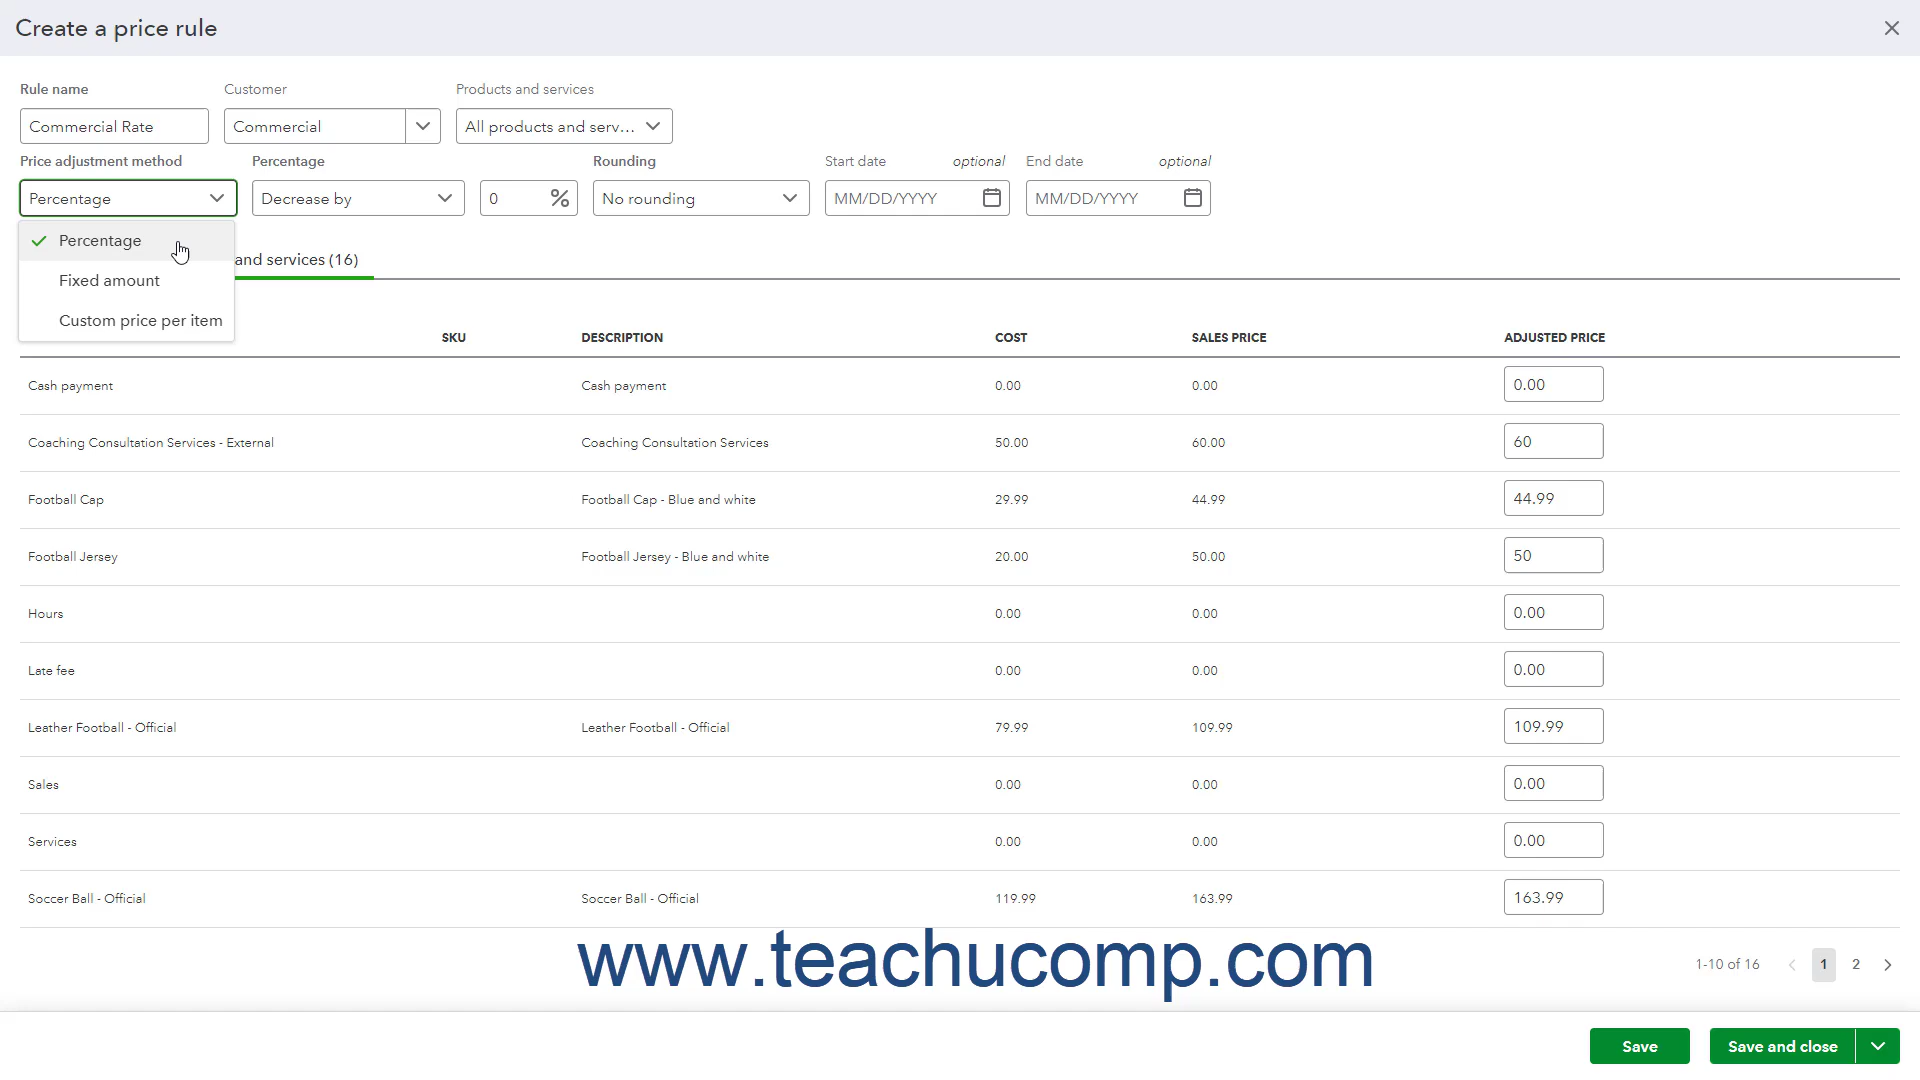 Create a price rule
Rule name Customer Products and services
Commercial Rate Commercial All products and serv...
Price adjustment method Percentage Rounding Start date optional End date optional
Percentage Decrease by 0 % No rounding MM/DD/YYYY MM/DD/YYYY
Percentage
Fixed amount
Custom price per item
and services (16)
SKU DESCRIPTION COST SALES PRICE ADJUSTED PRICE
Cash payment Cash payment 0.00 0.00 0.00
Coaching Consultation Services - External Coaching Consultation Services 50.00 60.00 60
Football Cap Football Cap - Blue and white 29.99 44.99 44.99
Football Jersey Football Jersey - Blue and white 20.00 50.00 50
Hours 0.00 0.00 0.00
Late fee 0.00 0.00 0.00
Leather Football - Official Leather Football - Official 79.99 109.99 109.99
Sales 0.00 0.00 0.00
Services 0.00 0.00 0.00
Soccer Ball - Official Soccer Ball - Official 119.99 163.99 163.99
www.teachucomp.com
1-10 of 16 1 2
Save Save and close